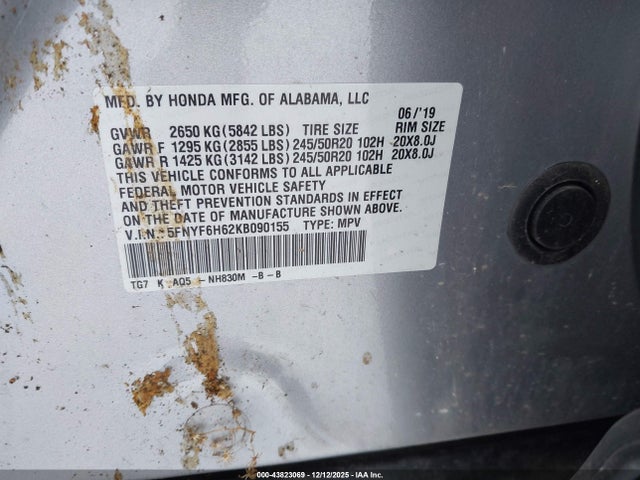 MFD. BY HONDA MFG. OF ALABAMA, LLC
06/'19
GVWR 2650 KG(5842 LBS) TIRE SIZE RIM SIZE
GAWR F 1295 KG(2855 LBS)245/50R20 102H 20X8.0J
GAWR R 1425 KG(3142 LBS)245/50R20 102H 20X8.0J
THIS VEHICLE CONFORMS TO ALL APPLICABLE
FEDERAL MOTOR VEHICLE SAFETY
AND THEFT PREVENTION STANDARDS IN EFFECT
ON THE DATE OF MANUFACTURE SHOWN ABOVE.
V.I.N.:5FNYF6H62KB090155 TYPE: MPV
TG7 K AQ5 -NH830M -B-B
000-43823069 - 12/12/2025 - IAA Inc.